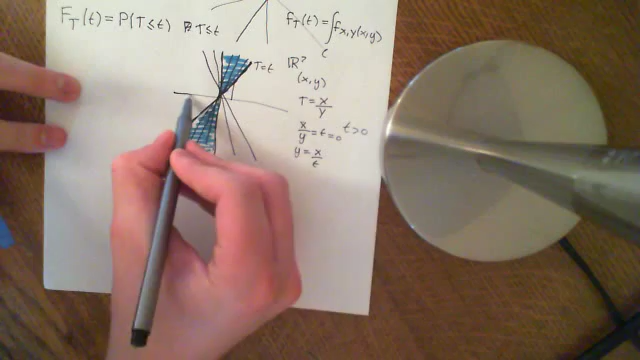 F_T(t) = P(T ≤ t)
T ≤ t
f_T(t) = ∫ f_{x,y}(x,y)
C
T=t
ℝ²
(x,y)
T = x/y
x/y = t t>0
=0
y = x/t